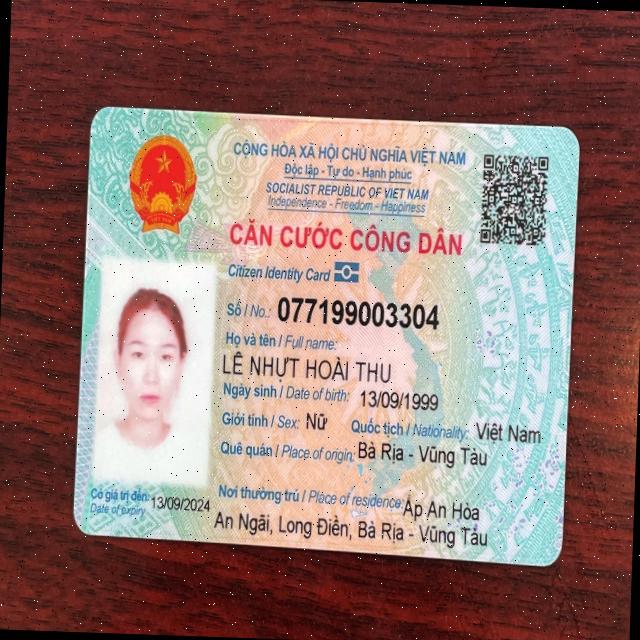 CỘNG HÒA XÃ HỘI CHỦ NGHĨA VIỆT NAM
Độc lập - Tự do - Hạnh phúc
SOCIALIST REPUBLIC OF VIET NAM
Independence - Freedom - Happiness
CĂN CƯỚC CÔNG DÂN
Citizen Identity Card
Số / No.: 077199003304
Họ và tên / Full name:
LÊ NHỰT HOÀI THU
Ngày sinh / Date of birth: 13/09/1999
Giới tính / Sex: Nữ Quốc tịch / Nationality: Việt Nam
Quê quán / Place of origin: Bà Rịa - Vũng Tàu
Nơi thường trú / Place of residence: Ấp An Hòa
An Ngãi, Long Điền, Bà Rịa - Vũng Tàu
Có giá trị đến: 13/09/2024
Date of expiry